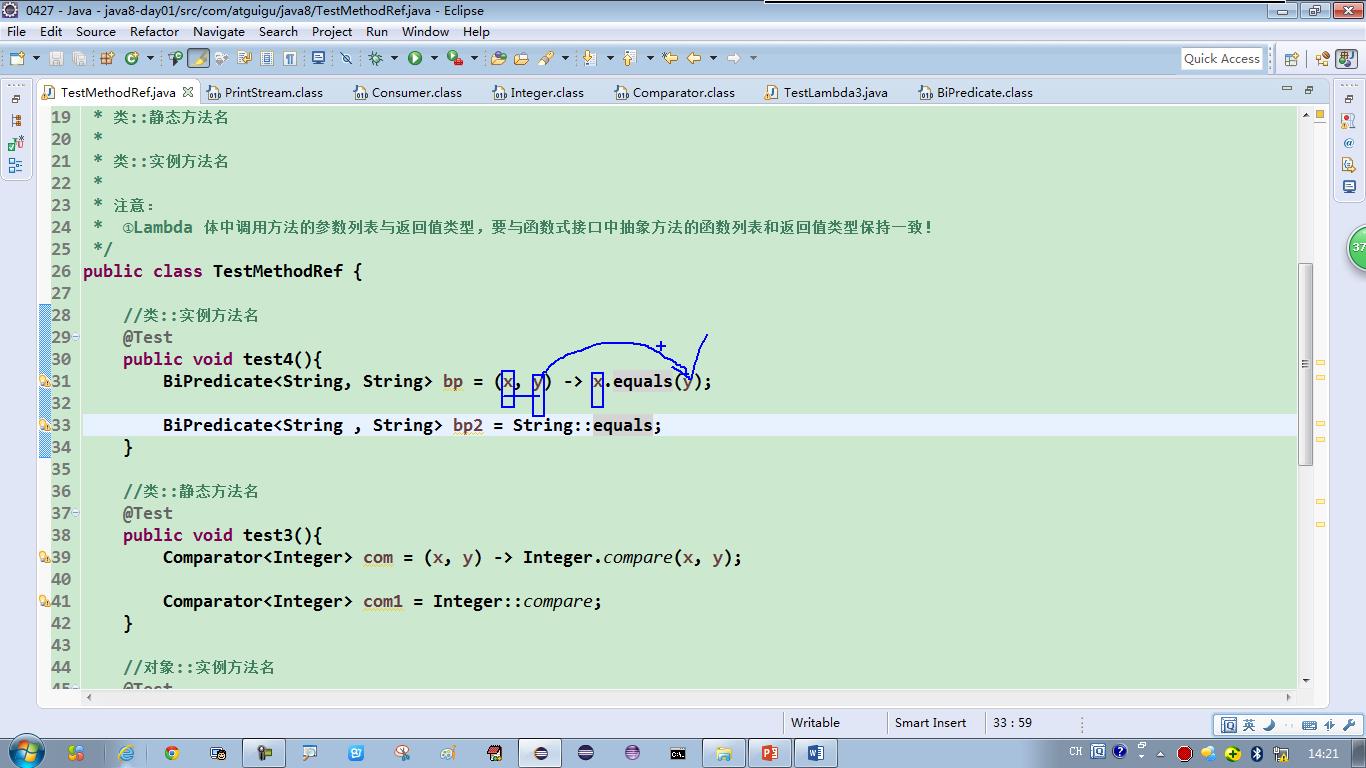 0427 - Java - java8-day01/src/com/atguigu/java8/TestMethodRef.java - Eclipse
File Edit Source Refactor Navigate Search Project Run Window Help
Quick Access
TestMethodRef.java PrintStream.class Consumer.class Integer.class Comparator.class TestLambda3.java BiPredicate.class
19 * 类::静态方法名
20 *
21 * 类::实例方法名
22 *
23 * 注意：
24 * ①Lambda 体中调用方法的参数列表与返回值类型，要与函数式接口中抽象方法的函数列表和返回值类型保持一致！
25 */
26 public class TestMethodRef {
27
28 //类::实例方法名
29 @Test
30 public void test4(){
31 BiPredicate<String, String> bp = (x, y) -> x.equals(y);
32
33 BiPredicate<String , String> bp2 = String::equals;
34 }
35
36 //类::静态方法名
37 @Test
38 public void test3(){
39 Comparator<Integer> com = (x, y) -> Integer.compare(x, y);
40
41 Comparator<Integer> com1 = Integer::compare;
42 }
43
44 //对象::实例方法名
45 @Test
37
Writable Smart Insert 33 : 59
英
CH 14:21